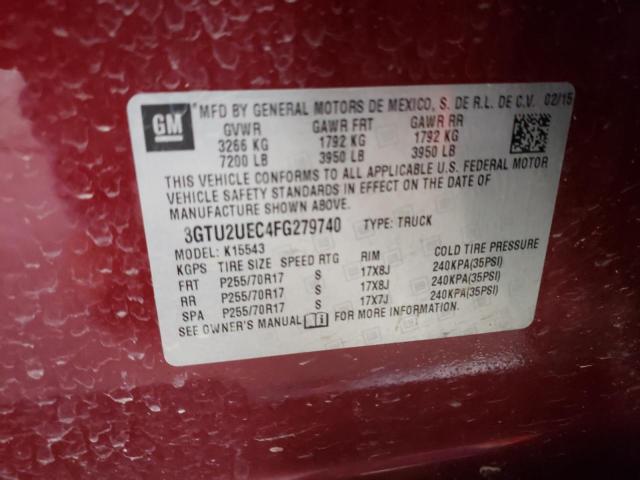 GM
*MFD BY GENERAL MOTORS DE MEXICO, S. DE R.L. DE C.V. 02/15
GVWR GAWR FRT GAWR RR
3266 KG 1792 KG 1792 KG
7200 LB 3950 LB 3950 LB
THIS VEHICLE CONFORMS TO ALL APPLICABLE U.S. FEDERAL MOTOR
VEHICLE SAFETY STANDARDS IN EFFECT ON THE DATE OF
MANUFACTURE SHOWN ABOVE.
3GTU2UEC4FG279740 TYPE: TRUCK
MODEL: K15543
KGPS TIRE SIZE SPEED RTG RIM COLD TIRE PRESSURE
FRT P255/70R17 S 17X8J 240KPA(35PSI)
RR P255/70R17 S 17X8J 240KPA(35PSI)
SPA P255/70R17 S 17X7J 240KPA(35PSI)
SEE OWNER'S MANUAL FOR MORE INFORMATION.